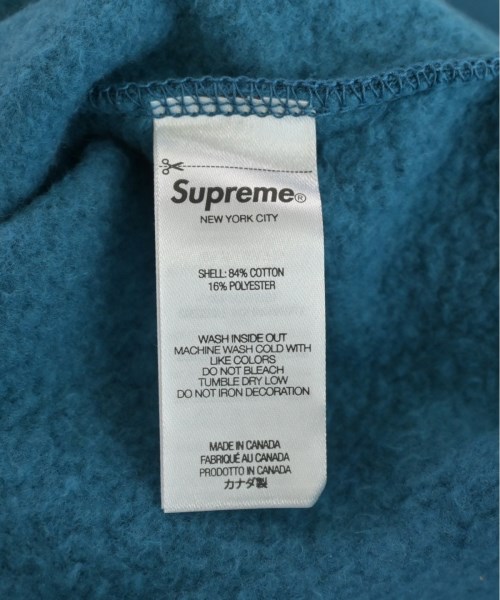 Supreme®
NEW YORK CITY
SHELL: 84% COTTON
16% POLYESTER
WASH INSIDE OUT
MACHINE WASH COLD WITH
LIKE COLORS
DO NOT BLEACH
TUMBLE DRY LOW
DO NOT IRON DECORATION
MADE IN CANADA
FABRIQUÉ AU CANADA
PRODOTTO IN CANADA
カナダ製